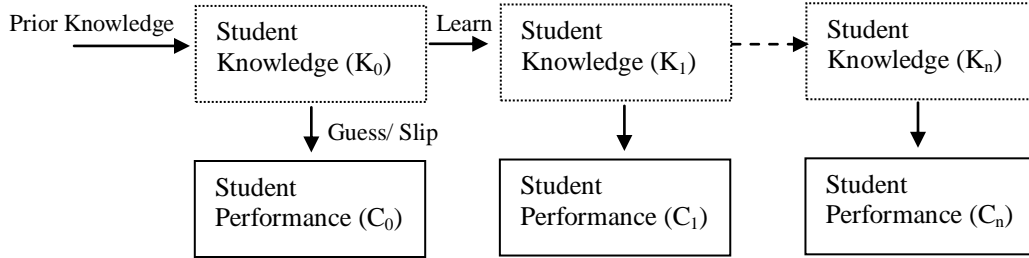 Prior Knowledge
Student
Knowledge (K₀)
Learn
Student
Knowledge (K₁)
Student
Knowledge (Kₙ)
Guess/ Slip
Student
Performance (C₀)
Student
Performance (C₁)
Student
Performance (Cₙ)